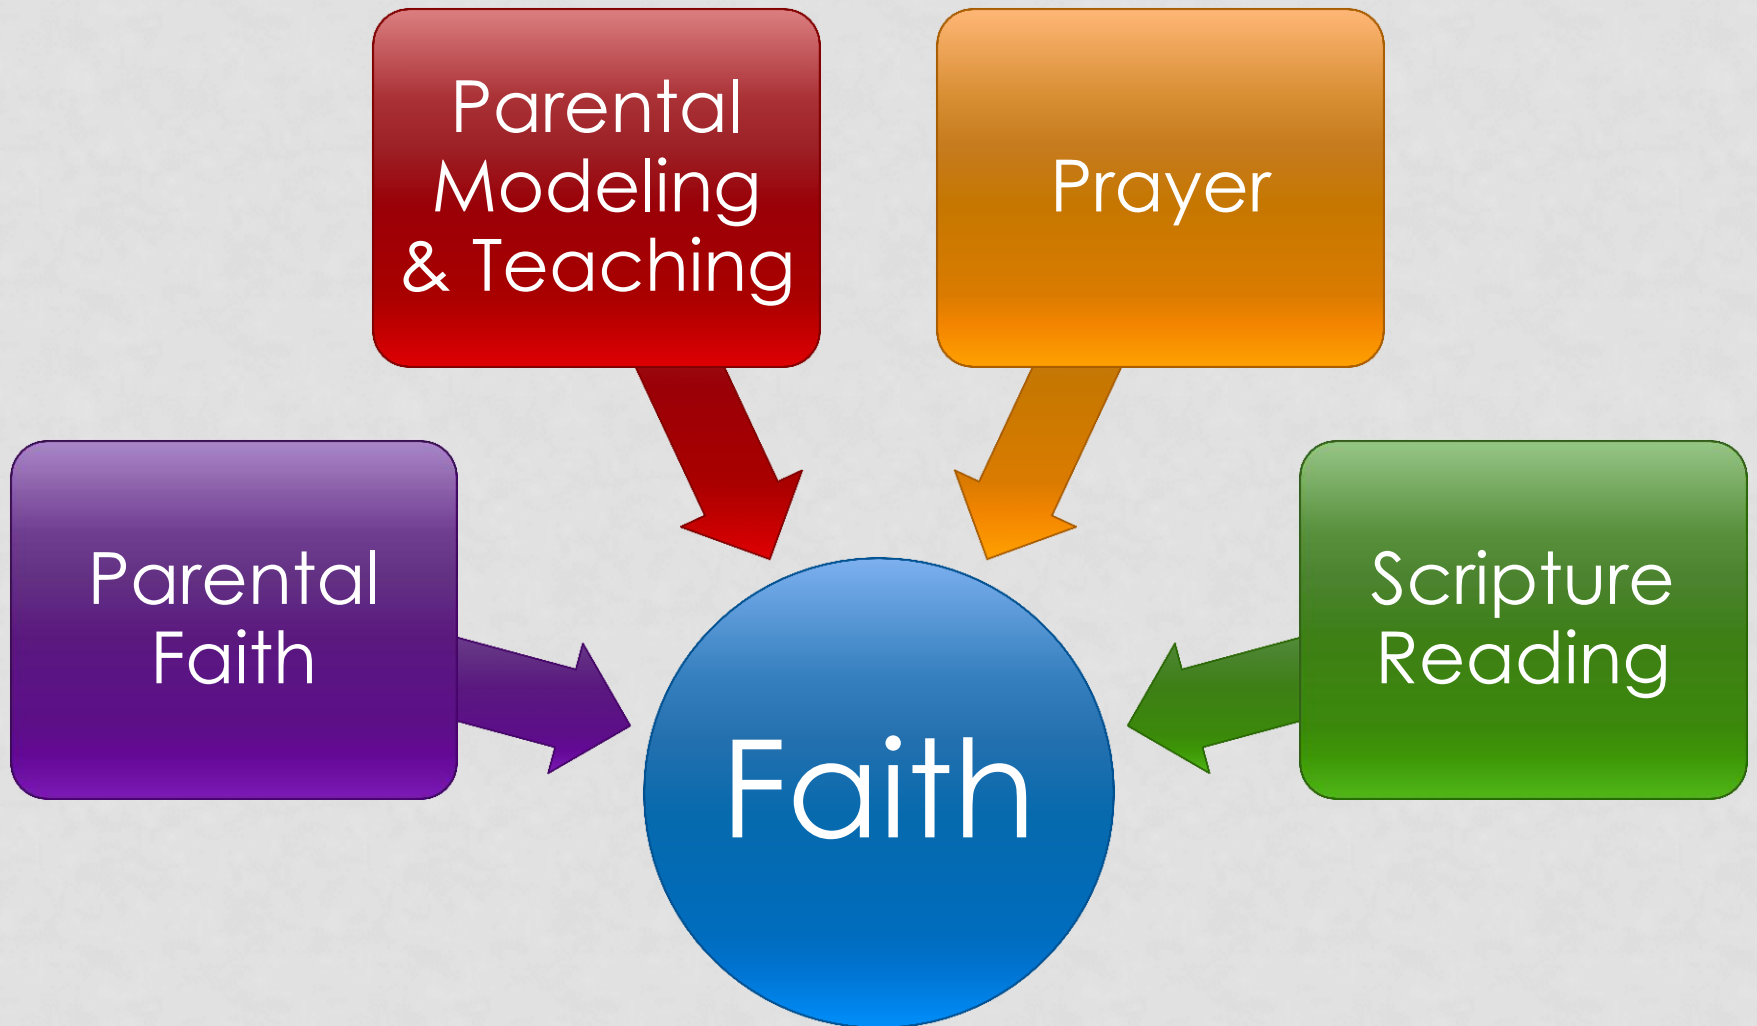 Parental
Modeling
& Teaching
Prayer
Parental
Faith
Scripture
Reading
Faith